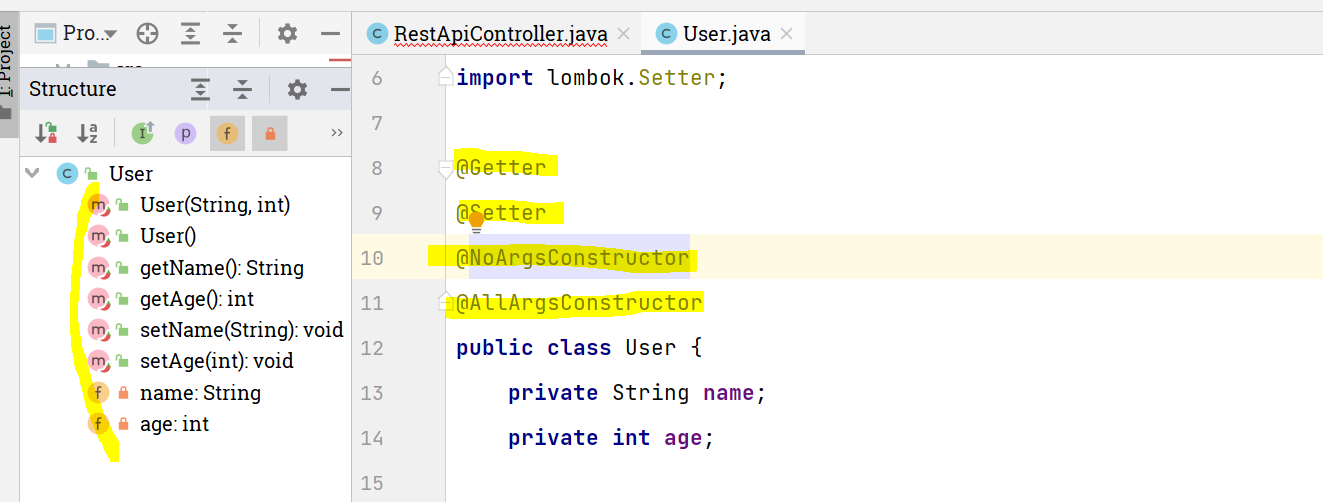 1: Project
Pro...
Structure
User
User(String, int)
User()
getName(): String
getAge(): int
setName(String): void
setAge(int): void
name: String
age: int
RestApiController.java
User.java
6 import lombok.Setter;
7
8 @Getter
9 @Setter
10 @NoArgsConstructor
11 @AllArgsConstructor
12 public class User {
13 private String name;
14 private int age;
15